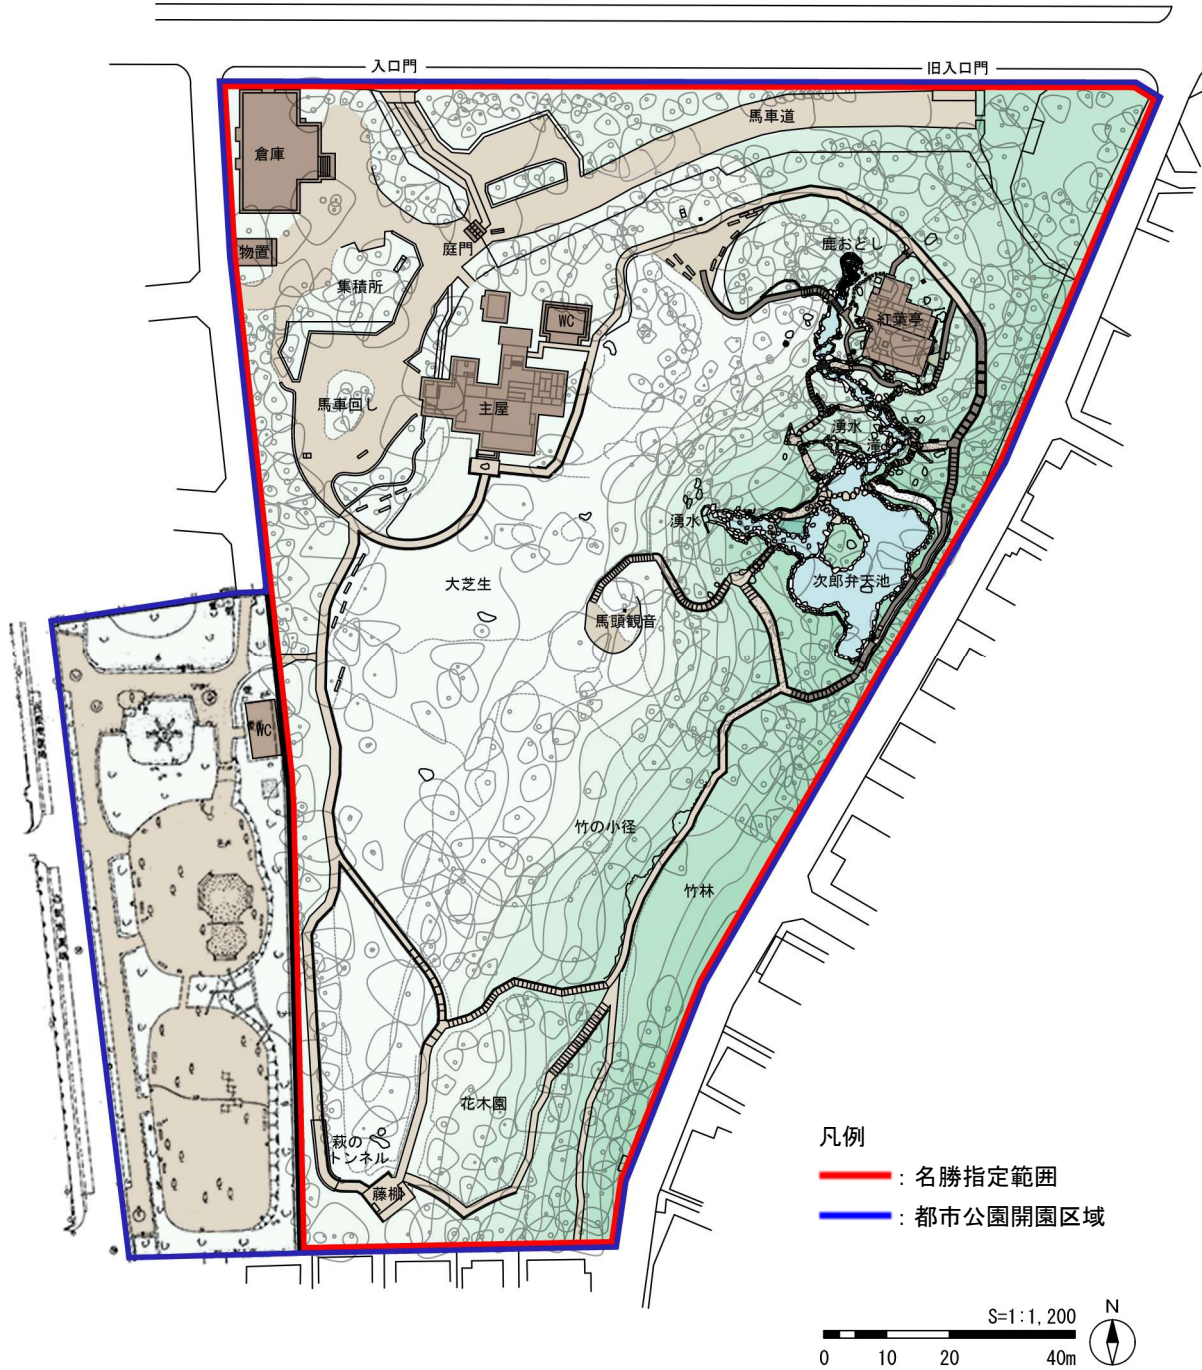 入口門
旧入口門
馬車道
倉庫
物置
庭門
集積所
鹿おどし
紅葉亭
WC
馬車回し
主屋
湧水
滝
湧水
大芝生
次郎弁天池
馬頭観音
WC
竹の小径
竹林
花木園
萩の
トンネル
藤棚
凡例
：名勝指定範囲
：都市公園開園区域
S=1:1,200
N
0 10 20 40m